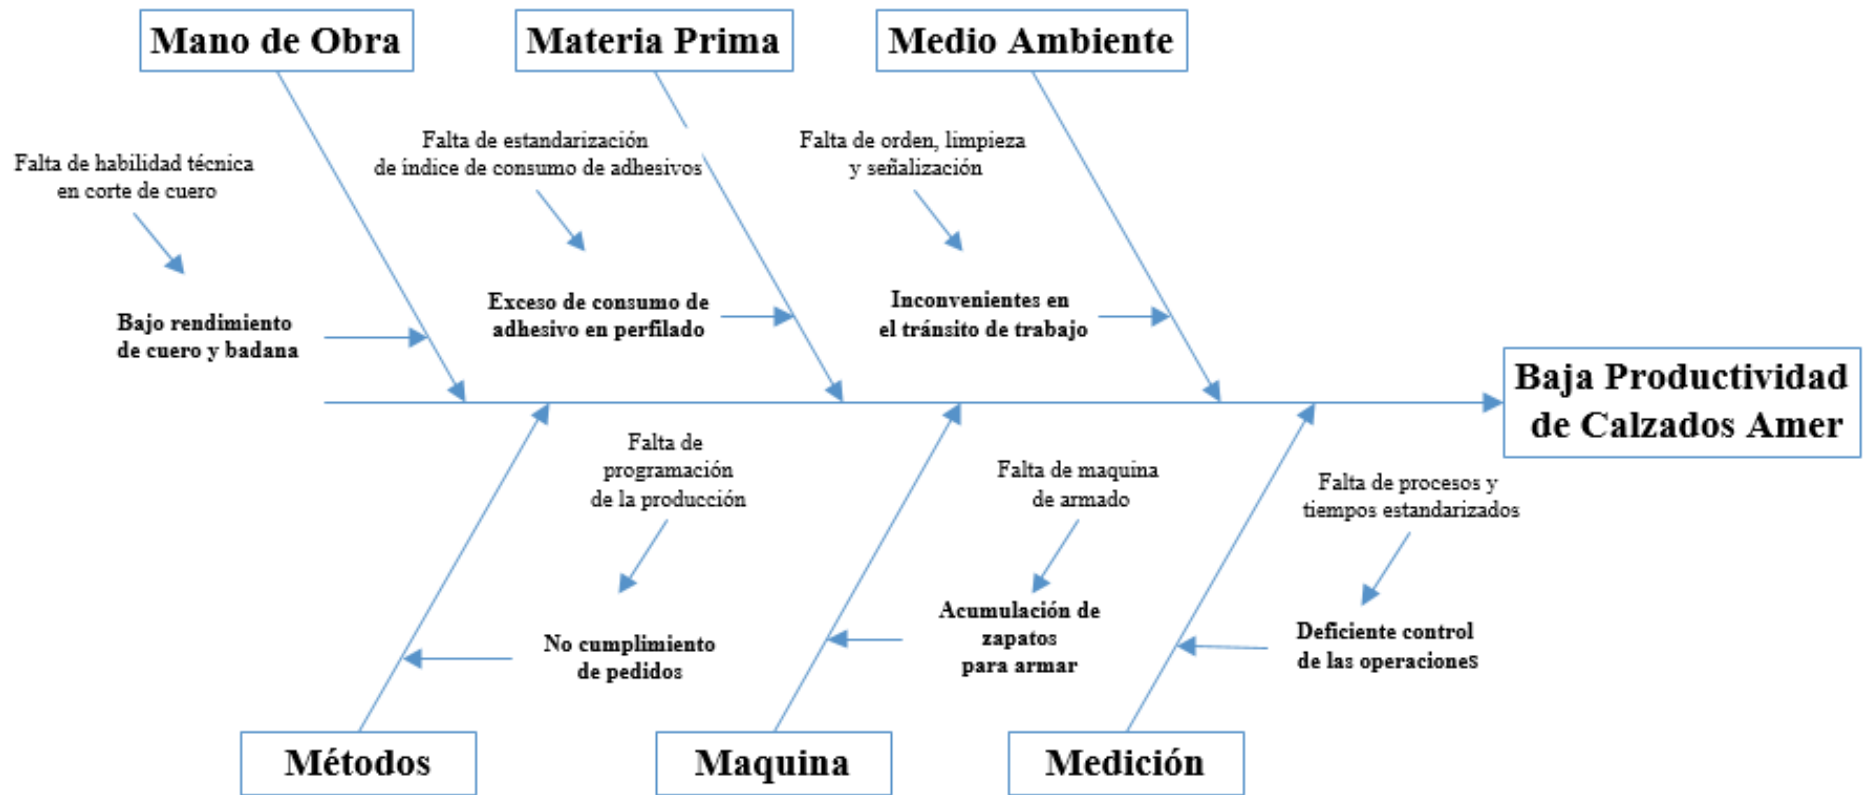 Mano de Obra
Materia Prima
Medio Ambiente
Falta de habilidad técnica
en corte de cuero
Falta de estandarización
de índice de consumo de adhesivos
Falta de orden, limpieza
y señalización
Bajo rendimiento
de cuero y badana
Exceso de consumo de
adhesivo en perfilado
Inconvenientes en
el tránsito de trabajo
Baja Productividad
de Calzados Amer
Falta de
programación
de la producción
Falta de maquina
de armado
Falta de procesos y
tiempos estandarizados
No cumplimiento
de pedidos
Acumulación de
zapatos
para armar
Deficiente control
de las operaciones
Métodos
Maquina
Medición